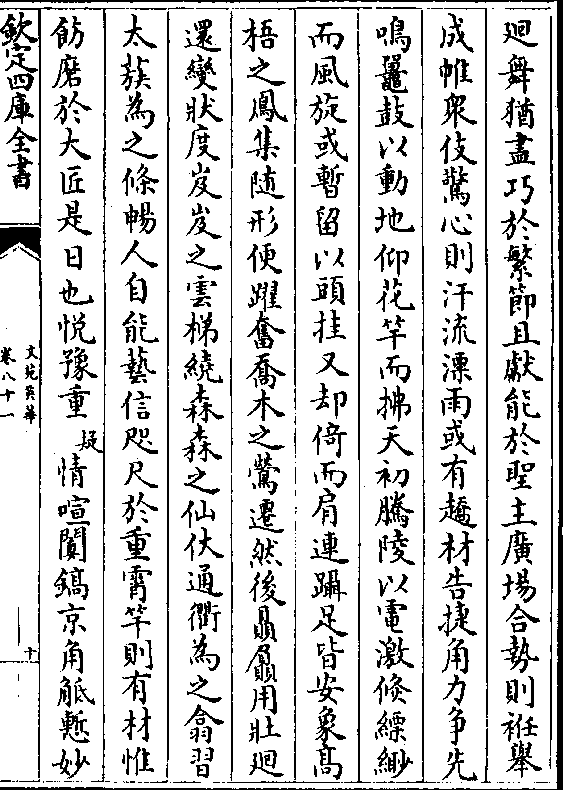 廻舞猶盡巧於繁節且獻能於聖主廣場合勢則袵舉
成帷衆伎驚心則汗流漂雨或有趫材告捷角力争先
鳴鼉鼓以動地仰花竿而拂天初騰陵以電激倏縹緲
而風旋或暫留以頭挂又却倚而肩連躡足皆安象高
梧之鳳集隨形便躍奮喬木之鶯遷然後贔屭用壯廻
還變狀度岌岌之雲梯繞森森之仙仗通衢為之翕習
太蔟為之條暢人自能藝信咫尺於重霄竿則有材惟
飭磨於大匠是日也悦豫重疑情喧闐鎬京角觝慙妙
欽定四庫全書
文苑英華
卷八十一
十